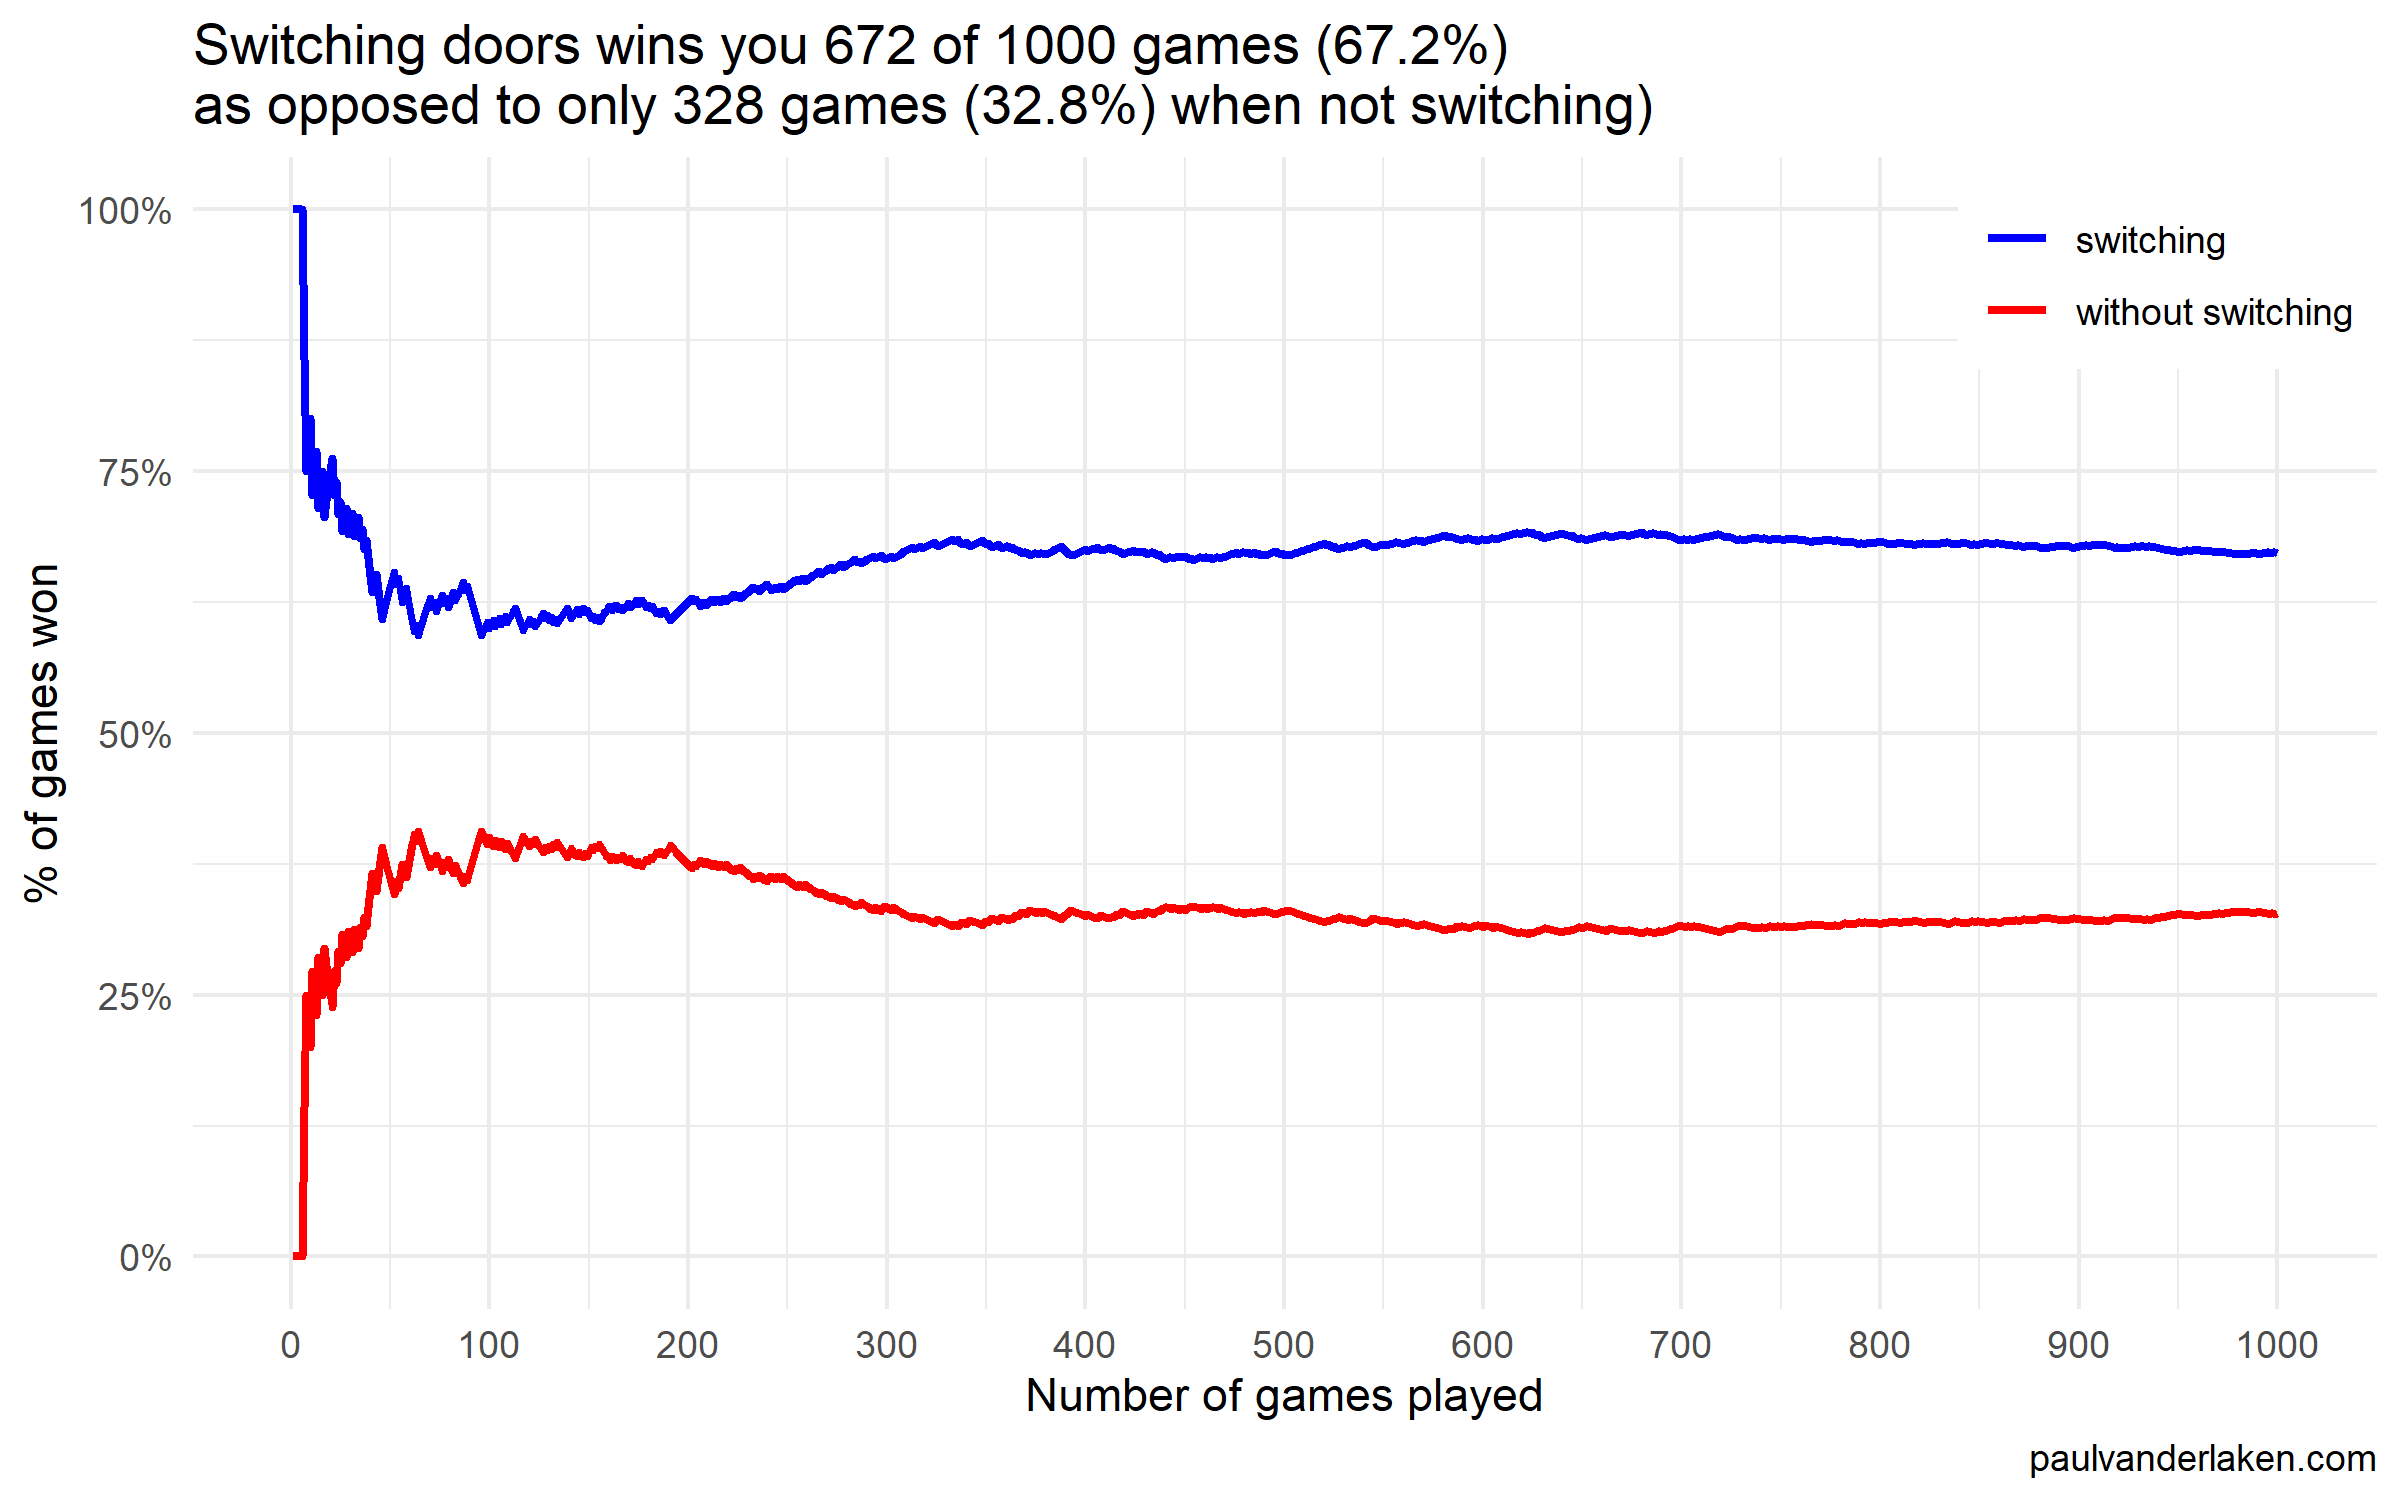 Switching doors wins you 672 of 1000 games (67.2%)
as opposed to only 328 games (32.8%) when not switching)
100%
75%
50%
25%
0%
% of games won
switching
without switching
0 100 200 300 400 500 600 700 800 900 1000
Number of games played
paulvanderlaken.com